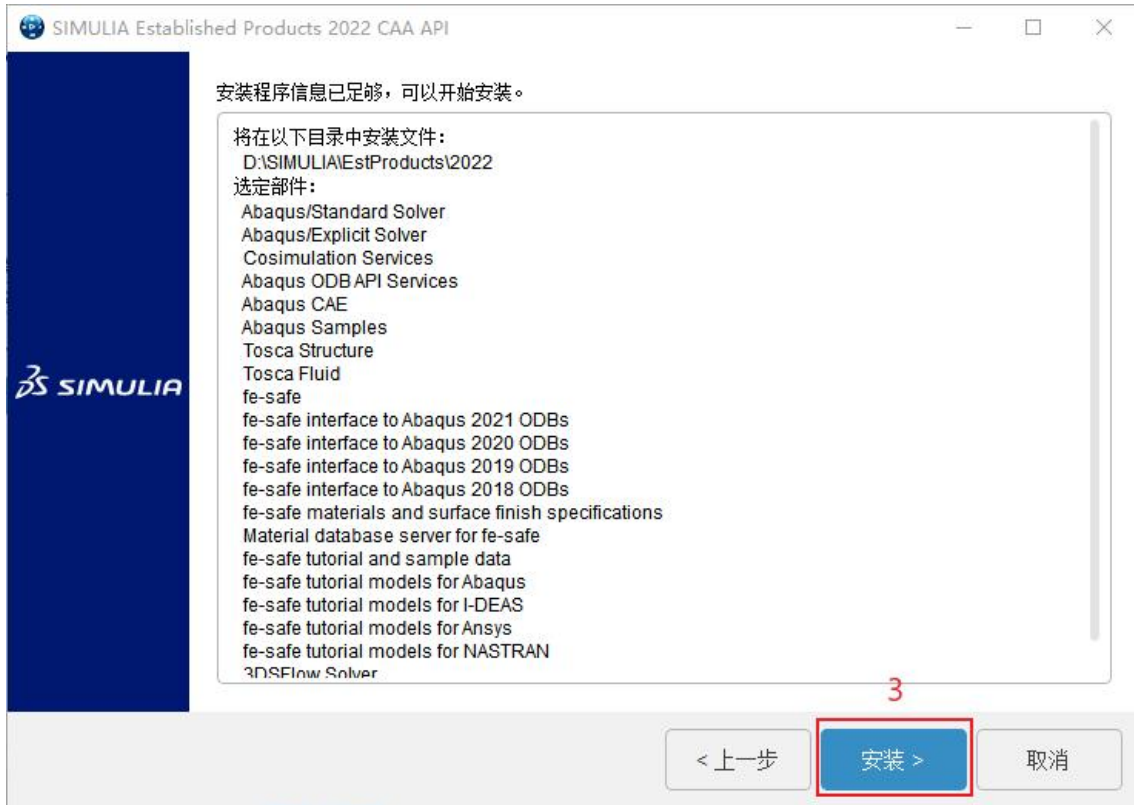 SIMULIA Established Products 2022 CAA API
安装程序信息已足够，可以开始安装。
将在以下目录中安装文件：
D:\SIMULIA\EstProducts\2022
选定部件：
Abaqus/Standard Solver
Abaqus/Explicit Solver
Cosimulation Services
Abaqus ODB API Services
Abaqus CAE
Abaqus Samples
Tosca Structure
Tosca Fluid
fe-safe
fe-safe interface to Abaqus 2021 ODBs
fe-safe interface to Abaqus 2020 ODBs
fe-safe interface to Abaqus 2019 ODBs
fe-safe interface to Abaqus 2018 ODBs
fe-safe materials and surface finish specifications
Material database server for fe-safe
fe-safe tutorial and sample data
fe-safe tutorial models for Abaqus
fe-safe tutorial models for I-DEAS
fe-safe tutorial models for Ansys
fe-safe tutorial models for NASTRAN
3DSFlow Solver
DS SIMULIA
3
< 上一步
安装 >
取消